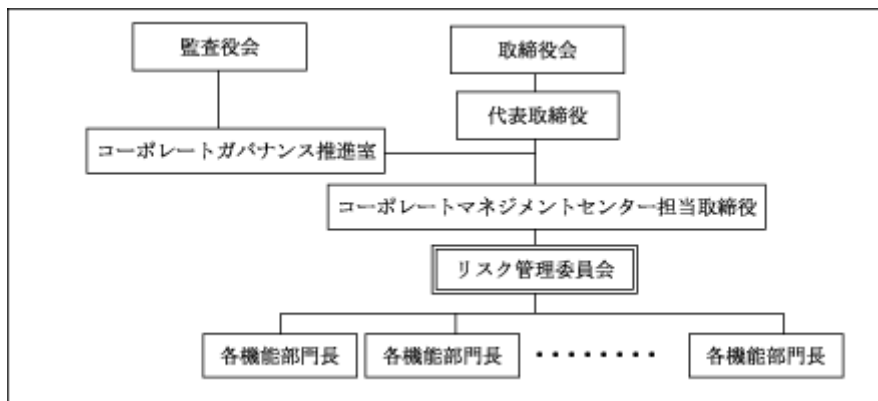 監査役会
取締役会
代表取締役
コーポレートガバナンス推進室
コーポレートマネジメントセンター担当取締役
リスク管理委員会
各機能部門長
各機能部門長
・・・・・・・・
各機能部門長